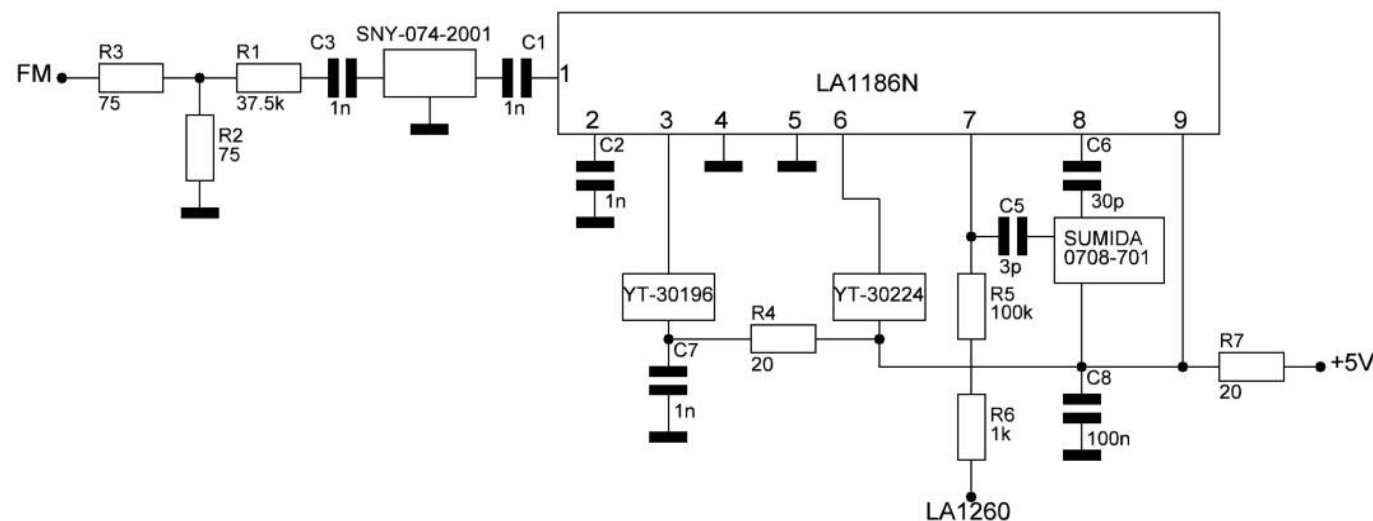 SNY-074-2001
R3
R1
C3
C1
FM
1
75
37.5k
1n
1n
LA1186N
R2
75
2
3
4
5
6
7
8
9
C2
C6
1n
30p
C5
SUMIDA
0708-701
3p
YT-30196
YT-30224
R5
100k
R4
20
C7
1n
R7
20
+5V
C8
100n
R6
1k
LA1260